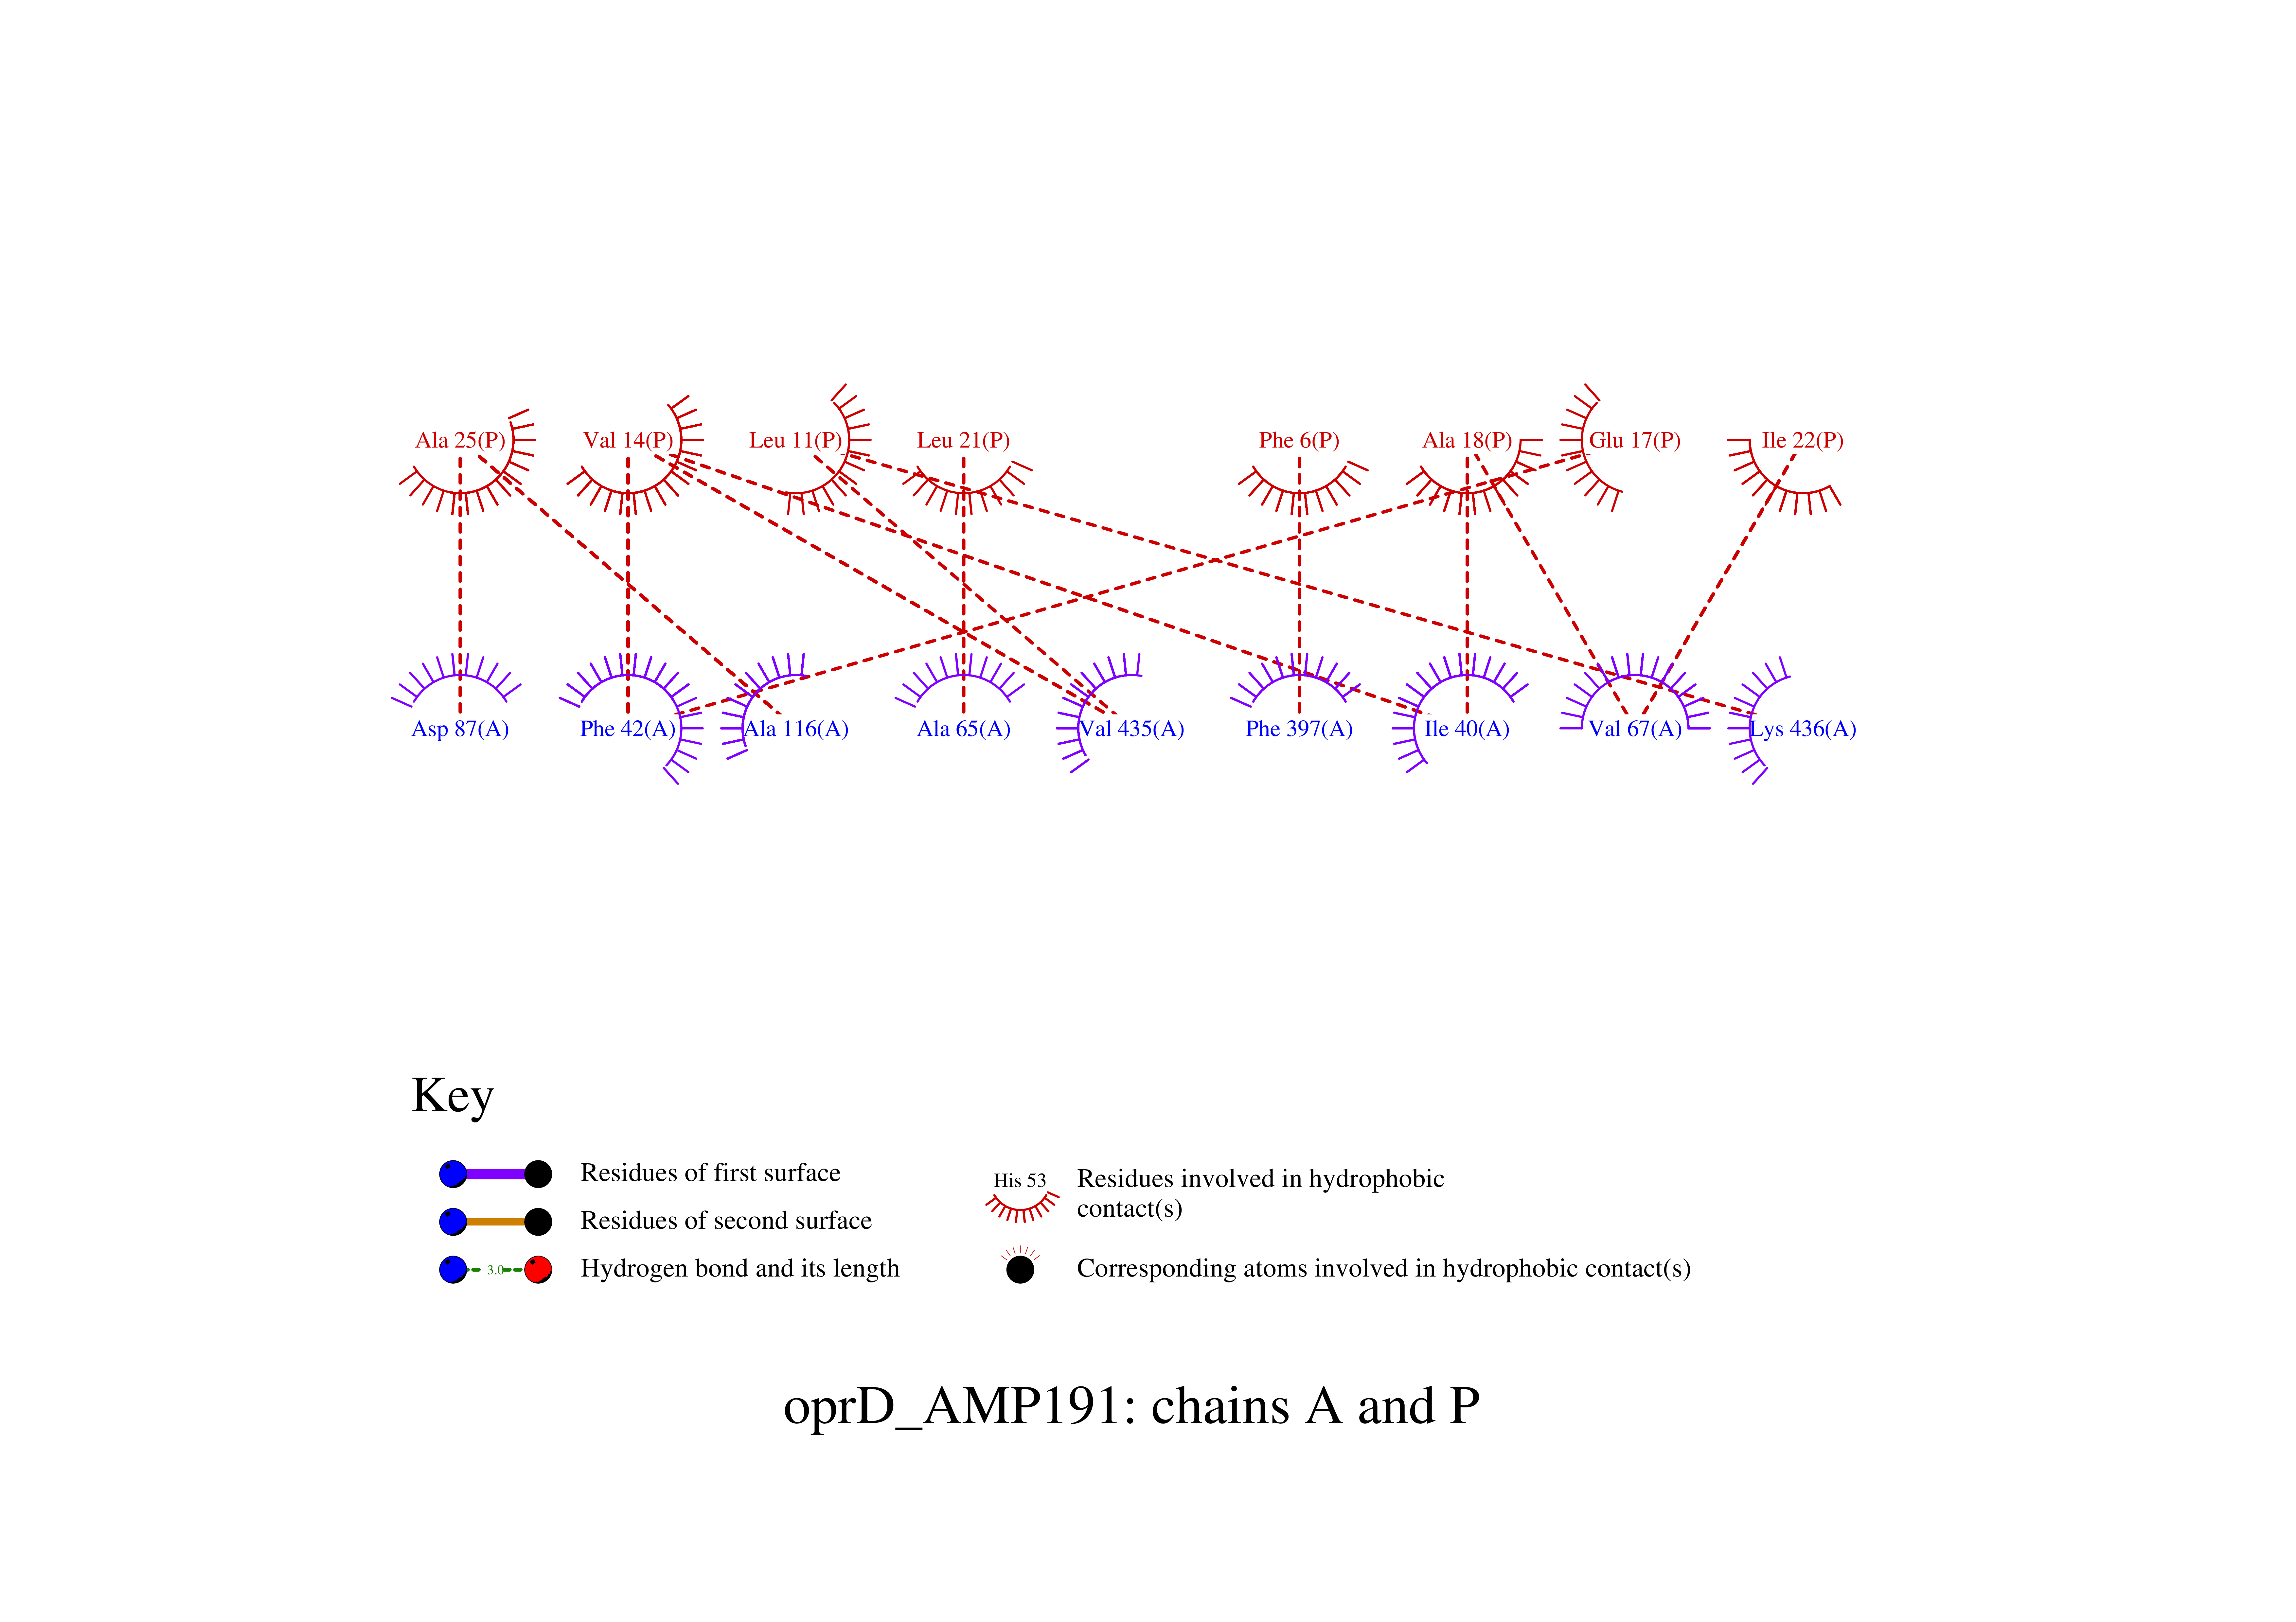 Ala 25(P) Val 14(P) Leu 11(P) Leu 21(P) Phe 6(P) Ala 18(P) Glu 17(P) Ile 22(P)
Asp 87(A) Phe 42(A) Ala 116(A) Ala 65(A) Val 435(A) Phe 397(A) Ile 40(A) Val 67(A) Lys 436(A)
Key
Residues of first surface
Residues of second surface
3.0 Hydrogen bond and its length
His 53 Residues involved in hydrophobic
contact(s)
Corresponding atoms involved in hydrophobic contact(s)
oprD_AMP191: chains A and P